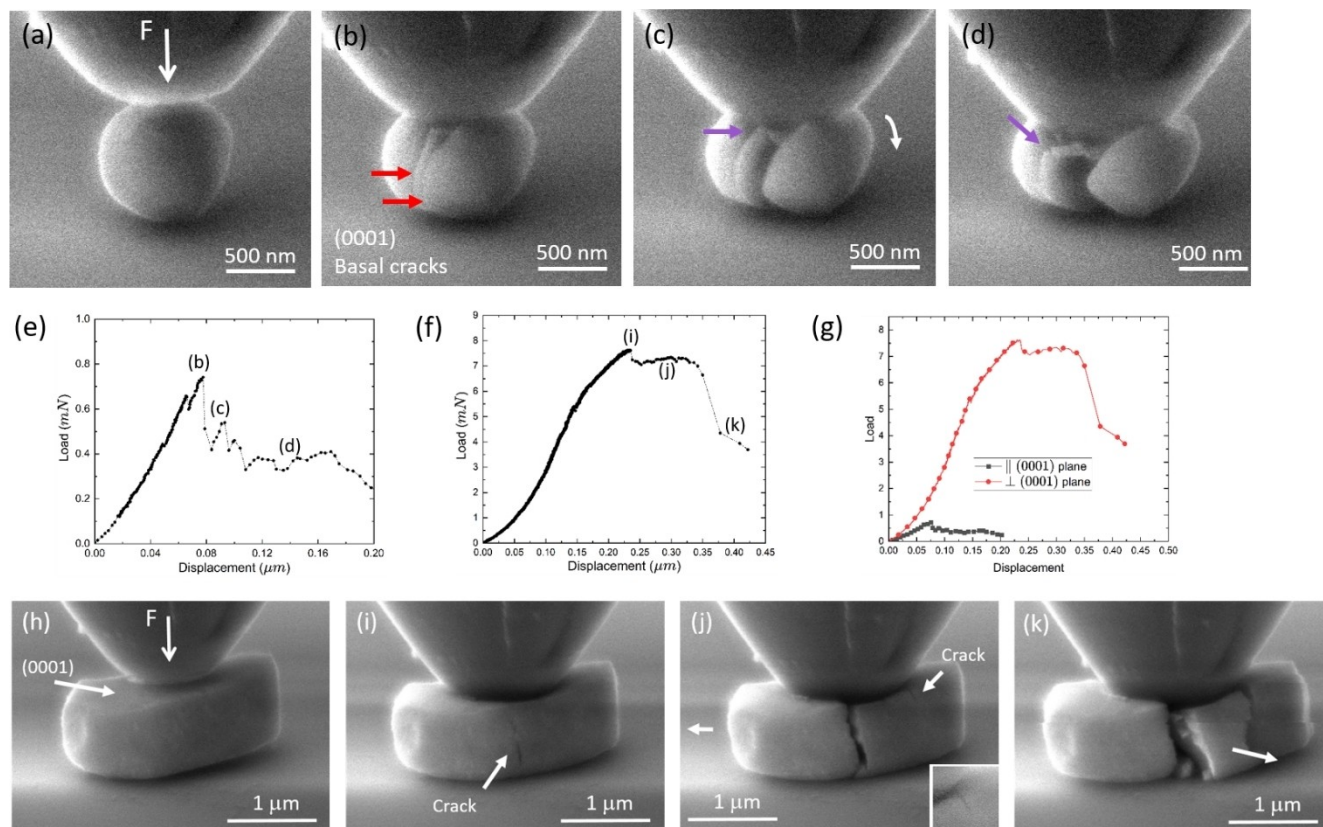 (a)
F
500 nm
(b)
(0001)
Basal cracks
500 nm
(c)
500 nm
(d)
500 nm
(e)
1.0
0.8
0.6
0.4
0.2
0.0
Load (mN)
(b)
(c)
(d)
0.00 0.04 0.08 0.12 0.16 0.20
Displacement (μm)
(f)
9
8
7
6
5
4
3
2
1
0
Load (mN)
(i)
(j)
(k)
0.00 0.05 0.10 0.15 0.20 0.25 0.30 0.35 0.40 0.45
Displacement (μm)
(g)
8
7
6
5
4
3
2
1
0
Load
|| (0001) plane
⊥ (0001) plane
0.00 0.05 0.10 0.15 0.20 0.25 0.30 0.35 0.40 0.45 0.50
Displacement
(h)
F
(0001)
1 μm
(i)
Crack
1 μm
(j)
Crack
1 μm
(k)
1 μm